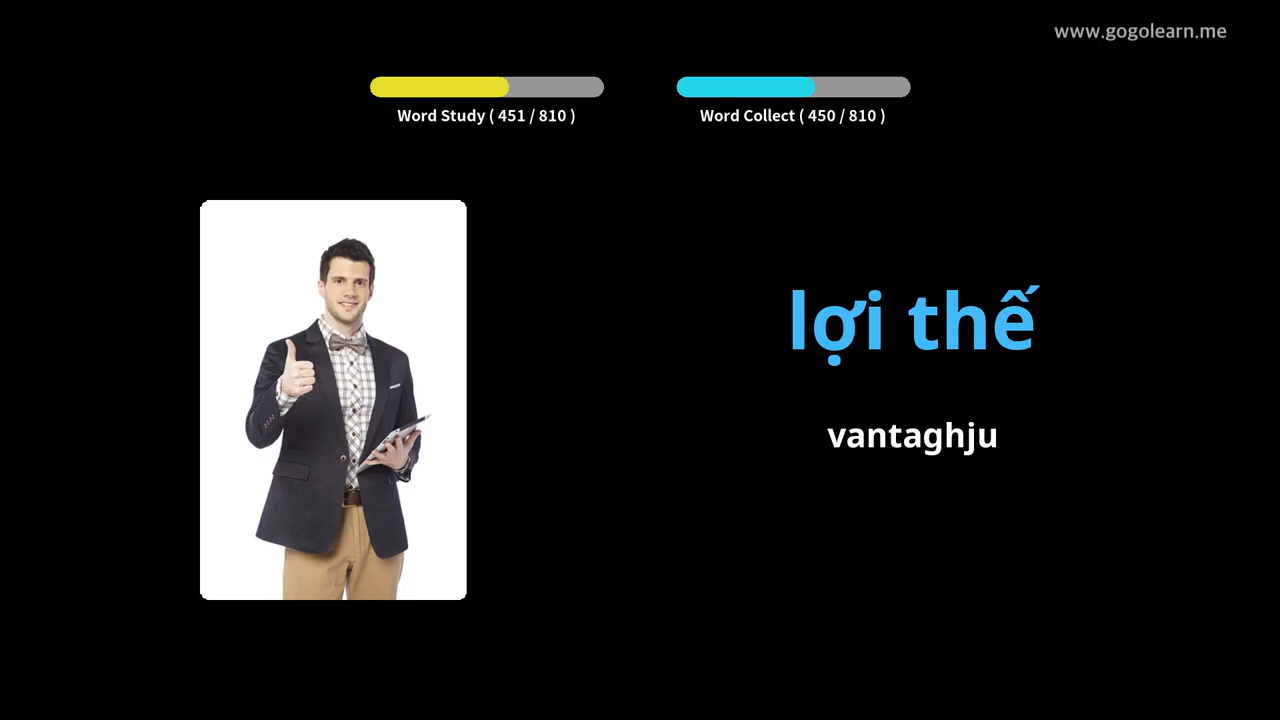 www.gogolearn.me
Word Study ( 451 / 810 )
Word Collect ( 450 / 810 )
lợi thế
vantaghju